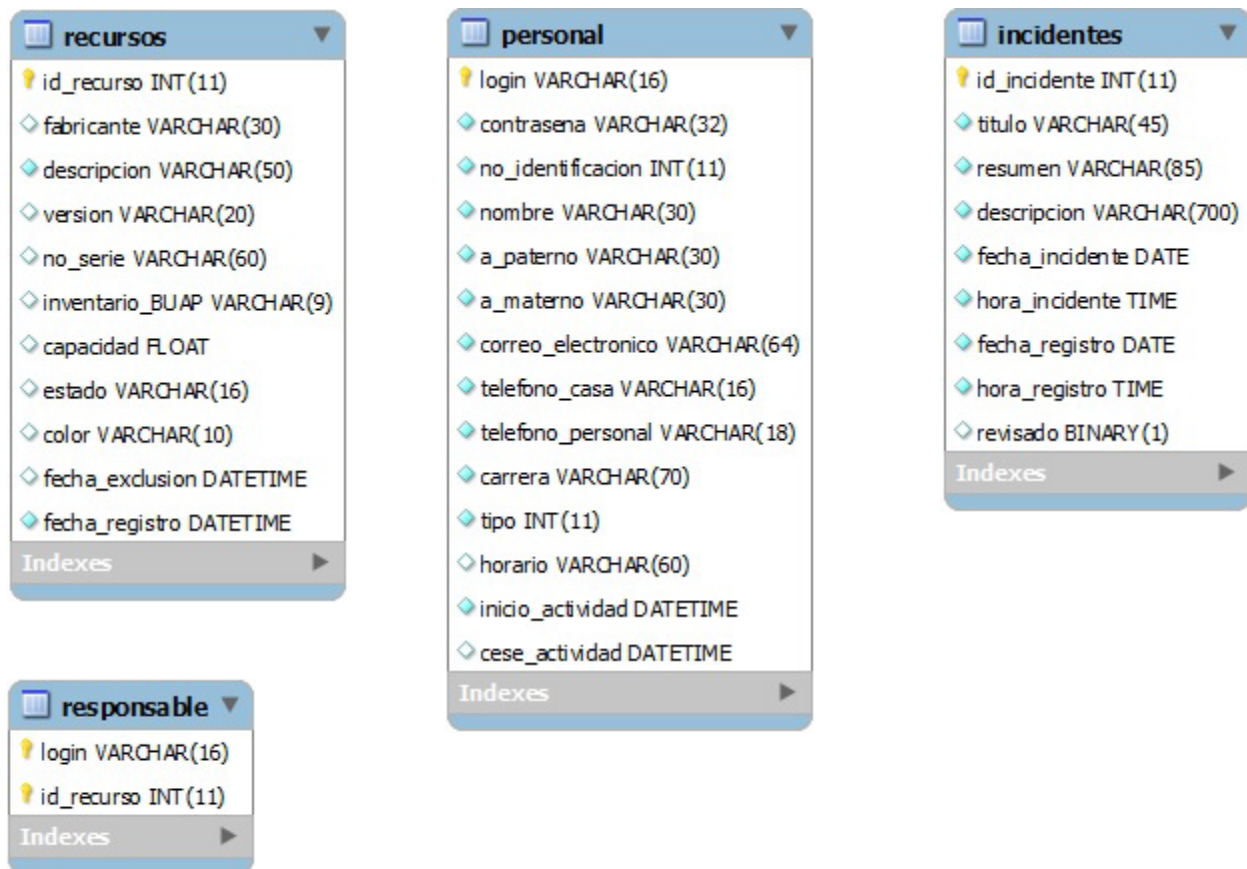 recursos
id_recurso INT(11)
fabricante VARCHAR(30)
descripcion VARCHAR(50)
version VARCHAR(20)
no_serie VARCHAR(60)
inventario_BUAP VARCHAR(9)
capacidad FLOAT
estado VARCHAR(16)
color VARCHAR(10)
fecha_exclusion DATETIME
fecha_registro DATETIME
Indexes
personal
login VARCHAR(16)
contrasena VARCHAR(32)
no_identificacion INT(11)
nombre VARCHAR(30)
a_paterno VARCHAR(30)
a_materno VARCHAR(30)
correo_electronico VARCHAR(64)
telefono_casa VARCHAR(16)
telefono_personal VARCHAR(18)
carrera VARCHAR(70)
tipo INT(11)
horario VARCHAR(60)
inicio_actividad DATETIME
cese_actividad DATETIME
Indexes
incidentes
id_incidente INT(11)
titulo VARCHAR(45)
resumen VARCHAR(85)
descripcion VARCHAR(700)
fecha_incidente DATE
hora_incidente TIME
fecha_registro DATE
hora_registro TIME
revisado BINARY(1)
Indexes
responsable
login VARCHAR(16)
id_recurso INT(11)
Indexes